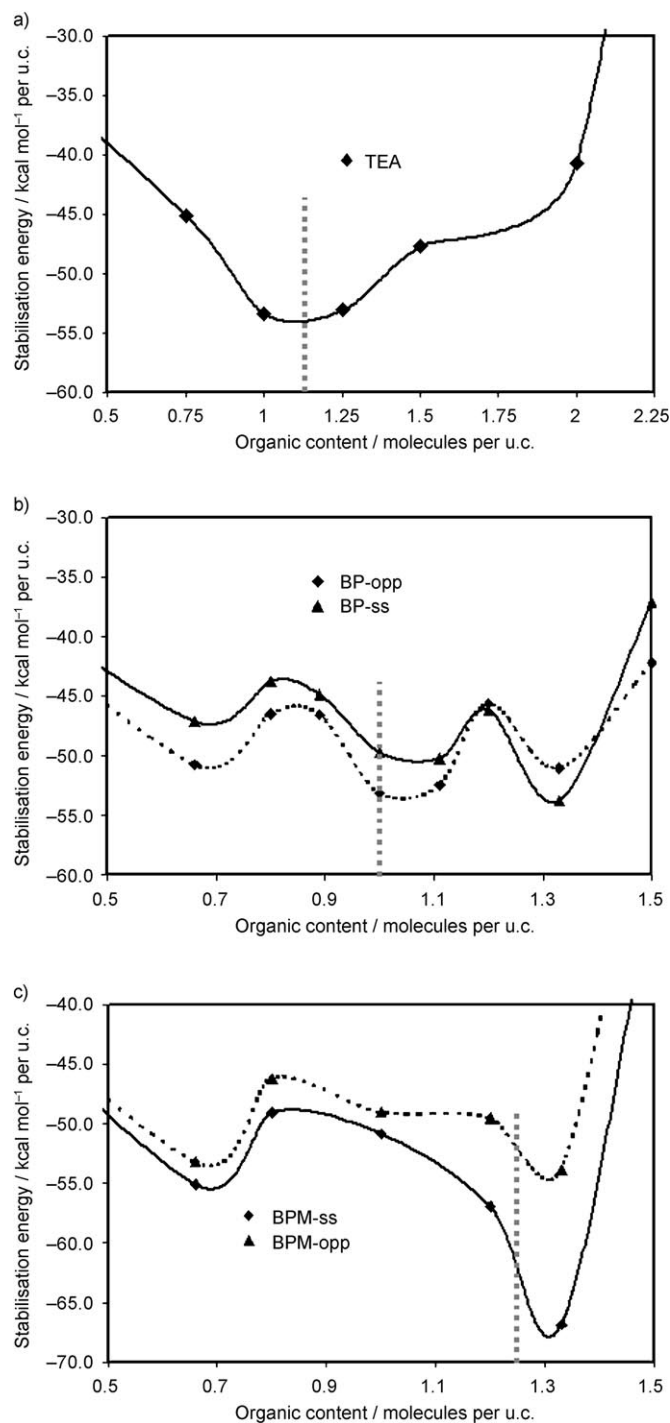 a)
Stabilisation energy / kcal mol⁻¹ per u.c.
–30.0
–35.0
–40.0
–45.0
–50.0
–55.0
–60.0
TEA
0.5 0.75 1 1.25 1.5 1.75 2 2.25
Organic content / molecules per u.c.
b)
Stabilisation energy / kcal mol⁻¹ per u.c.
–30.0
–35.0
–40.0
–45.0
–50.0
–55.0
–60.0
BP-opp
BP-ss
0.5 0.7 0.9 1.1 1.3 1.5
Organic content / molecules per u.c.
c)
Stabilisation energy / kcal mol⁻¹ per u.c.
–40.0
–45.0
–50.0
–55.0
–60.0
–65.0
–70.0
BPM-ss
BPM-opp
0.5 0.7 0.9 1.1 1.3 1.5
Organic content / molecules per u.c.